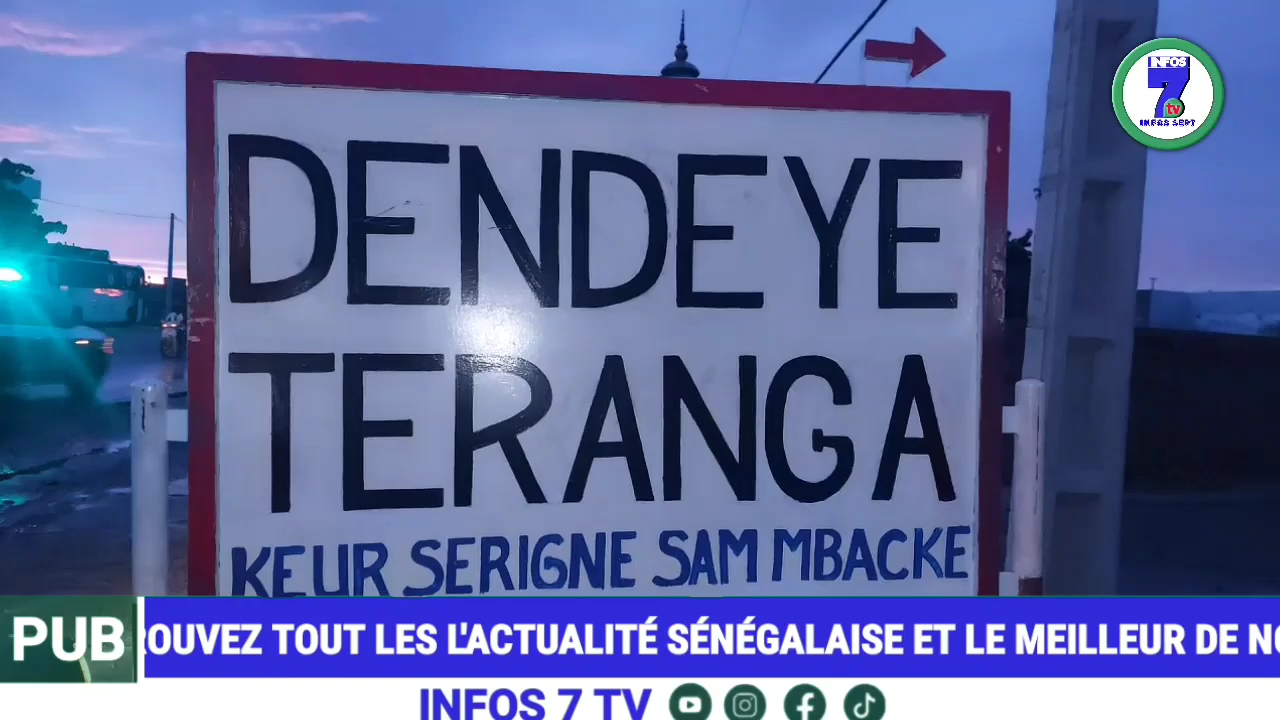 INFOS
7
tv
INFOS SEPT
DENDEYE
TERANGA
KEUR SERIGNE SAM MBACKE
PUB
ROUVEZ TOUT LES L'ACTUALITÉ SÉNÉGALAISE ET LE MEILLEUR DE
INFOS 7 TV